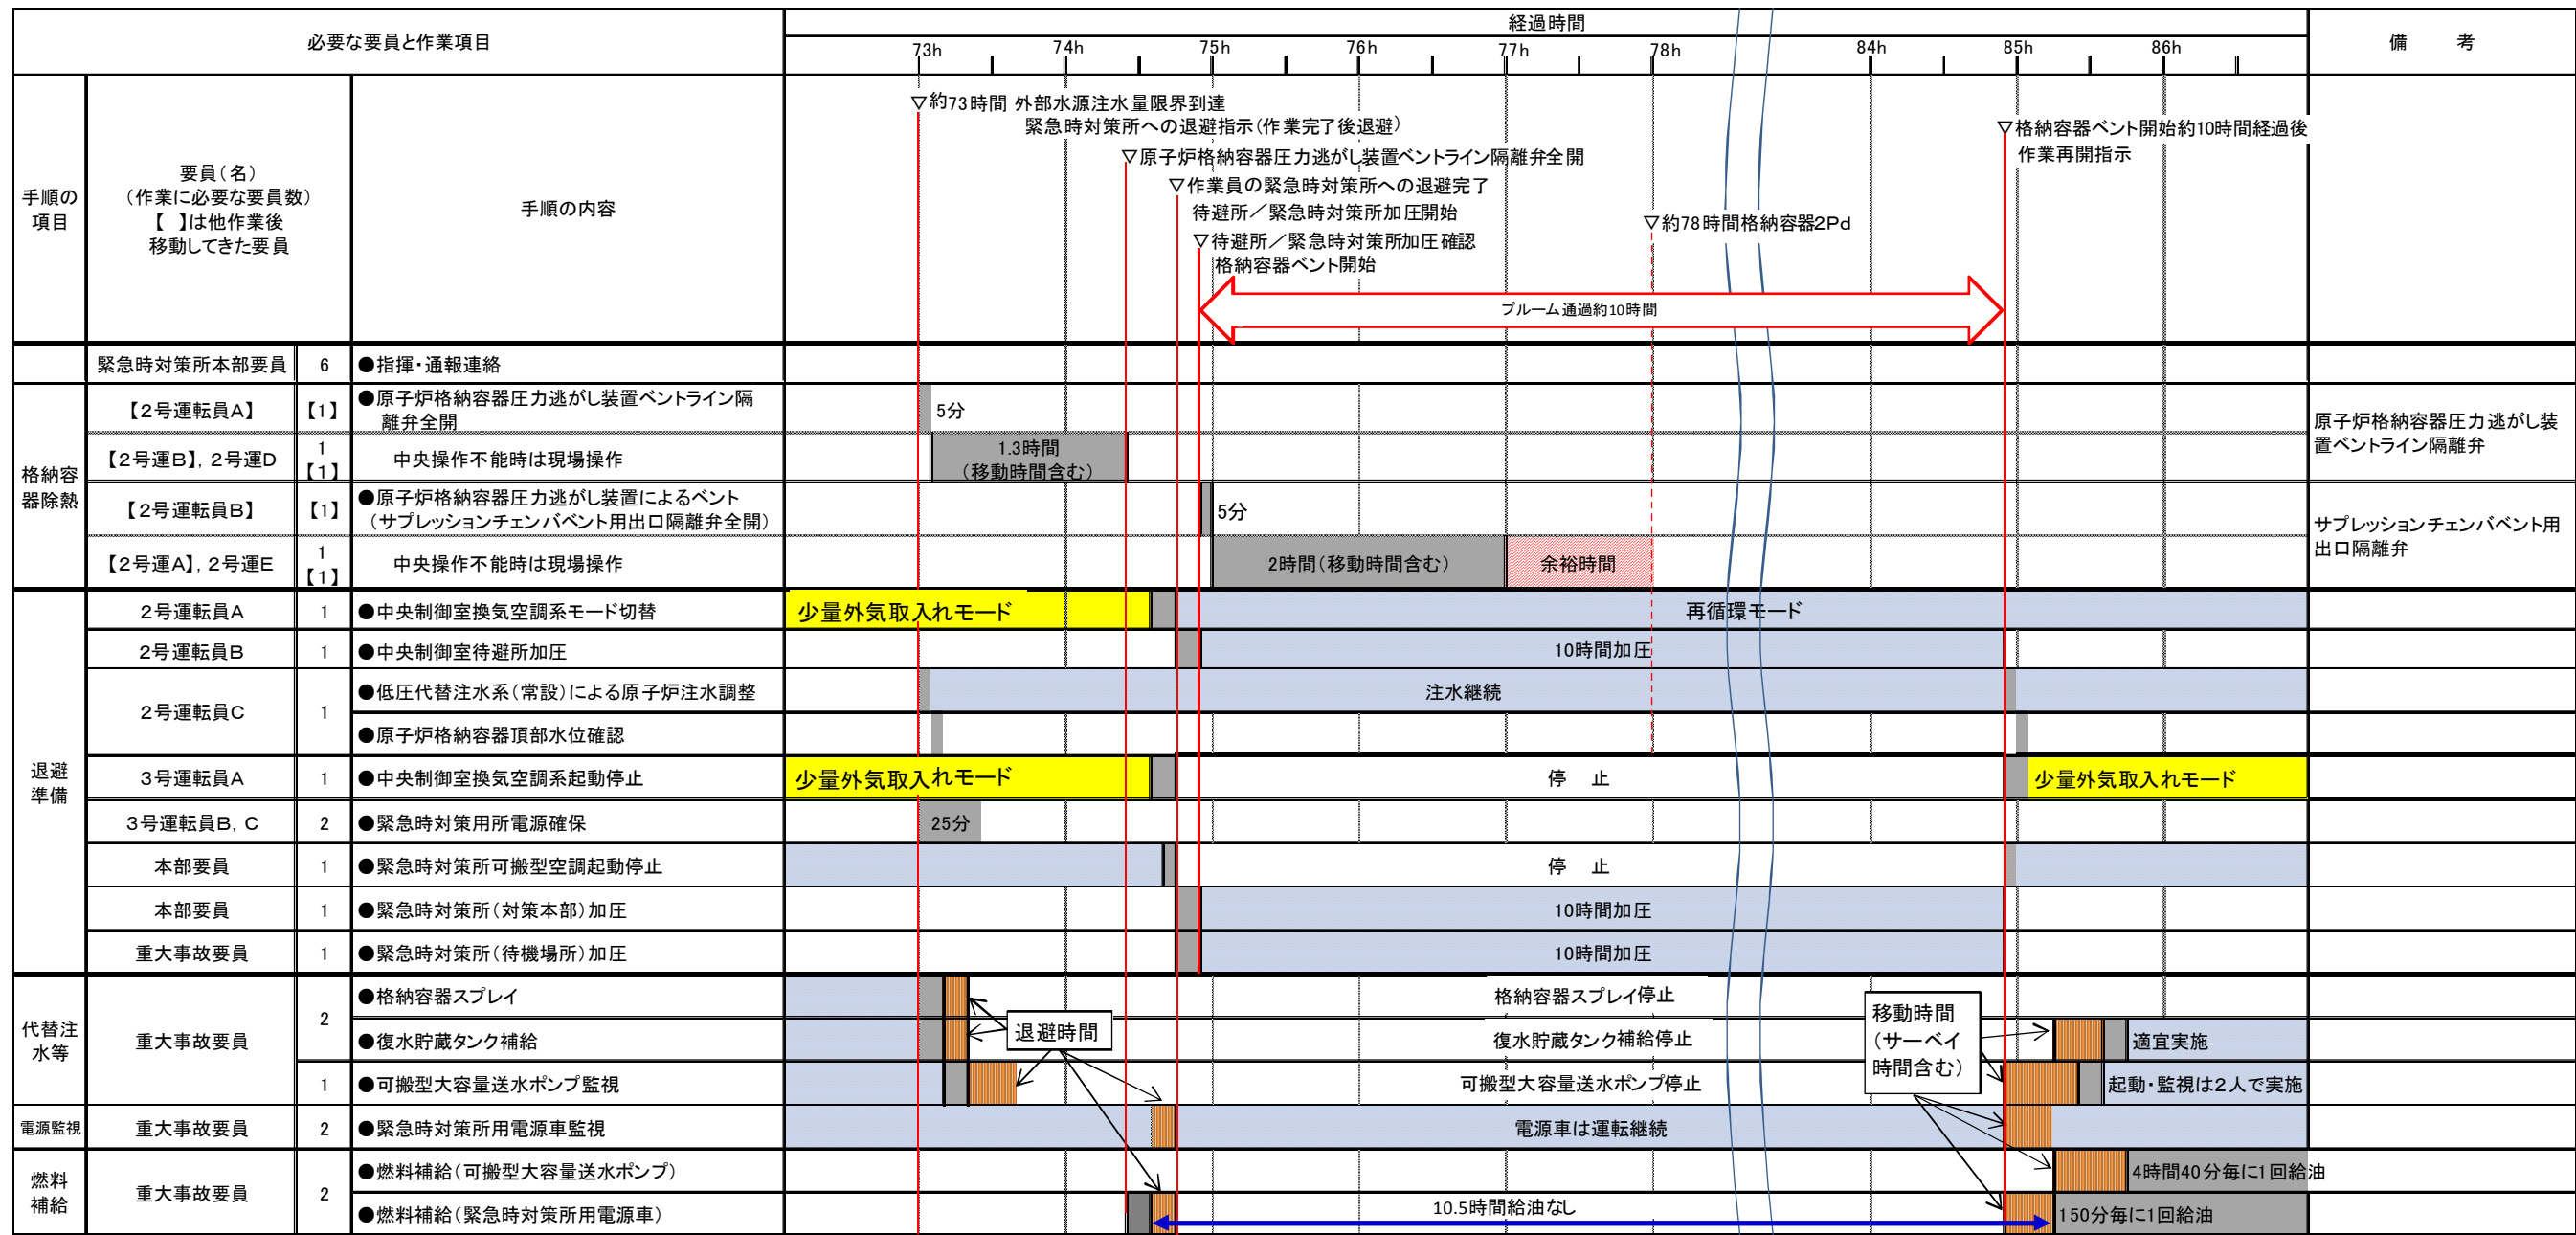 必要な要員と作業項目
経過時間
備　考
73h 74h 75h 76h 77h 78h 84h 85h 86h
手順の
項目
要員(名)
(作業に必要な要員数)
【 】は他作業後
移動してきた要員
手順の内容
▽約73時間 外部水源注水量限界到達
緊急時対策所への退避指示(作業完了後退避)
▽原子炉格納容器圧力逃がし装置ベントライン隔離弁全開
▽作業員の緊急時対策所への退避完了
待避所／緊急時対策所加圧開始
▽待避所／緊急時対策所加圧確認
格納容器ベント開始
▽約78時間格納容器2Pd
▽格納容器ベント開始約10時間経過後
作業再開指示
プルーム通過約10時間
緊急時対策所本部要員 6 ●指揮・通報連絡
格納容
器除熱
【2号運転員A】 【1】 ●原子炉格納容器圧力逃がし装置ベントライン隔
離弁全開
5分
【2号運B】, 2号運D 1
【1】
中央操作不能時は現場操作
1.3時間
(移動時間含む)
原子炉格納容器圧力逃がし装
置ベントライン隔離弁
【2号運転員B】 【1】 ●原子炉格納容器圧力逃がし装置によるベント
(サプレッションチェンバベント用出口隔離弁全開)
5分
【2号運A】, 2号運E 1
【1】
中央操作不能時は現場操作
2時間(移動時間含む) 余裕時間
サプレッションチェンバベント用
出口隔離弁
退避
準備
2号運転員A 1 ●中央制御室換気空調系モード切替 少量外気取入れモード 再循環モード
2号運転員B 1 ●中央制御室待避所加圧 10時間加圧
2号運転員C 1 ●低圧代替注水系(常設)による原子炉注水調整 注水継続
●原子炉格納容器頂部水位確認
3号運転員A 1 ●中央制御室換気空調系起動停止 少量外気取入れモード 停　止 少量外気取入れモード
3号運転員B, C 2 ●緊急時対策用所電源確保 25分
本部要員 1 ●緊急時対策所可搬型空調起動停止 停　止
本部要員 1 ●緊急時対策所(対策本部)加圧 10時間加圧
重大事故要員 1 ●緊急時対策所(待機場所)加圧 10時間加圧
代替注
水等
重大事故要員
2 ●格納容器スプレイ 格納容器スプレイ停止
●復水貯蔵タンク補給 復水貯蔵タンク補給停止 適宜実施
退避時間
移動時間
(サーベイ
時間含む)
1 ●可搬型大容量送水ポンプ監視 可搬型大容量送水ポンプ停止 起動・監視は2人で実施
電源監視 重大事故要員 2 ●緊急時対策所用電源車監視 電源車は運転継続
燃料
補給
重大事故要員 2 ●燃料補給(可搬型大容量送水ポンプ) 4時間40分毎に1回給油
●燃料補給(緊急時対策所用電源車) 10.5時間給油なし 150分毎に1回給油